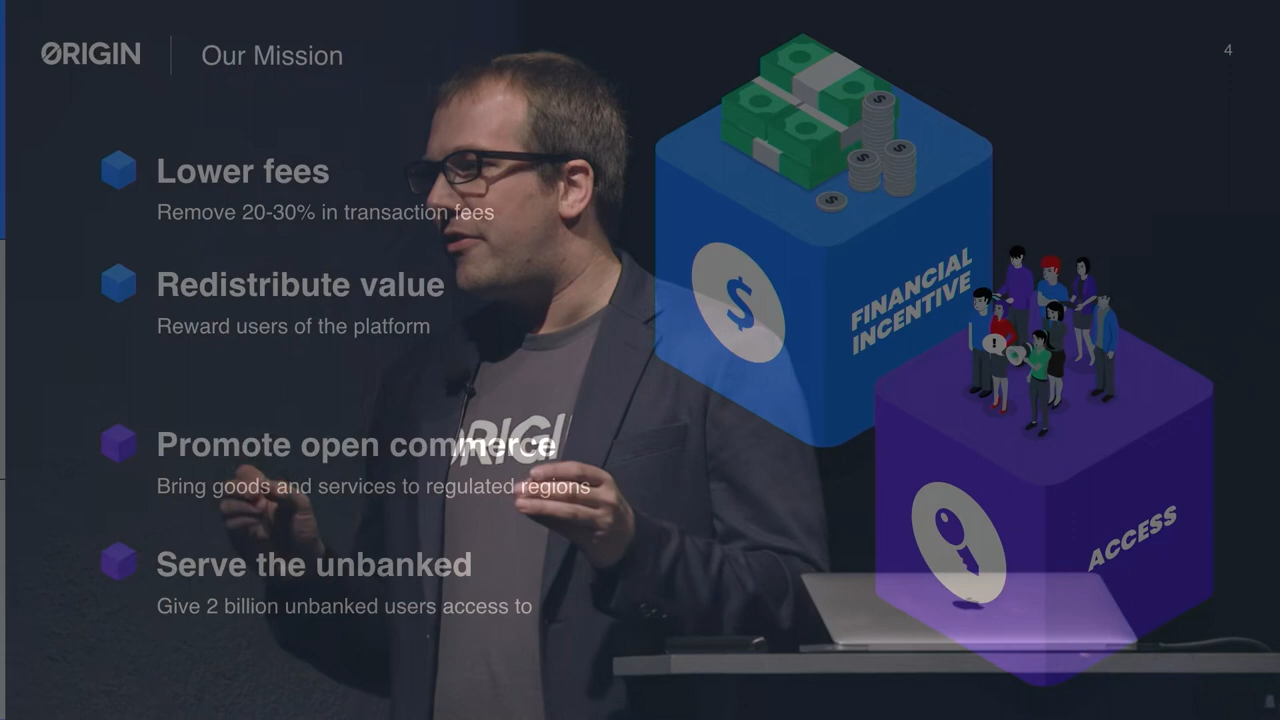 ØRIGIN
Our Mission
4
Lower fees
Remove 20-30% in transaction fees
Redistribute value
Reward users of the platform
Promote open commerce
Bring goods and services to regulated regions
Serve the unbanked
Give 2 billion unbanked users access to
$
FINANCIAL
INCENTIVE
!
ACCESS
RIGI